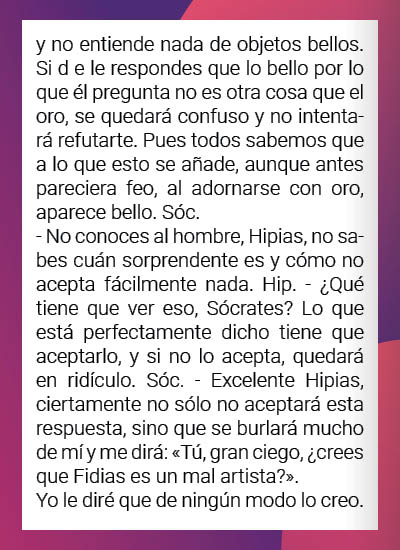 y no entiende nada de objetos bellos.
Si d e le respondes que lo bello por lo
que él pregunta no es otra cosa que el
oro, se quedará confuso y no intenta-
rá refutarte. Pues todos sabemos que
a lo que esto se añade, aunque antes
pareciera feo, al adornarse con oro,
aparece bello. Sóc.
- No conoces al hombre, Hipias, no sa-
bes cuán sorprendente es y cómo no
acepta fácilmente nada. Hip. - ¿Qué
tiene que ver eso, Sócrates? Lo que
está perfectamente dicho tiene que
aceptarlo, y si no lo acepta, quedará
en ridículo. Sóc. - Excelente Hipias,
ciertamente no sólo no aceptará esta
respuesta, sino que se burlará mucho
de mí y me dirá: «Tú, gran ciego, ¿crees
que Fidias es un mal artista?».
Yo le diré que de ningún modo lo creo.